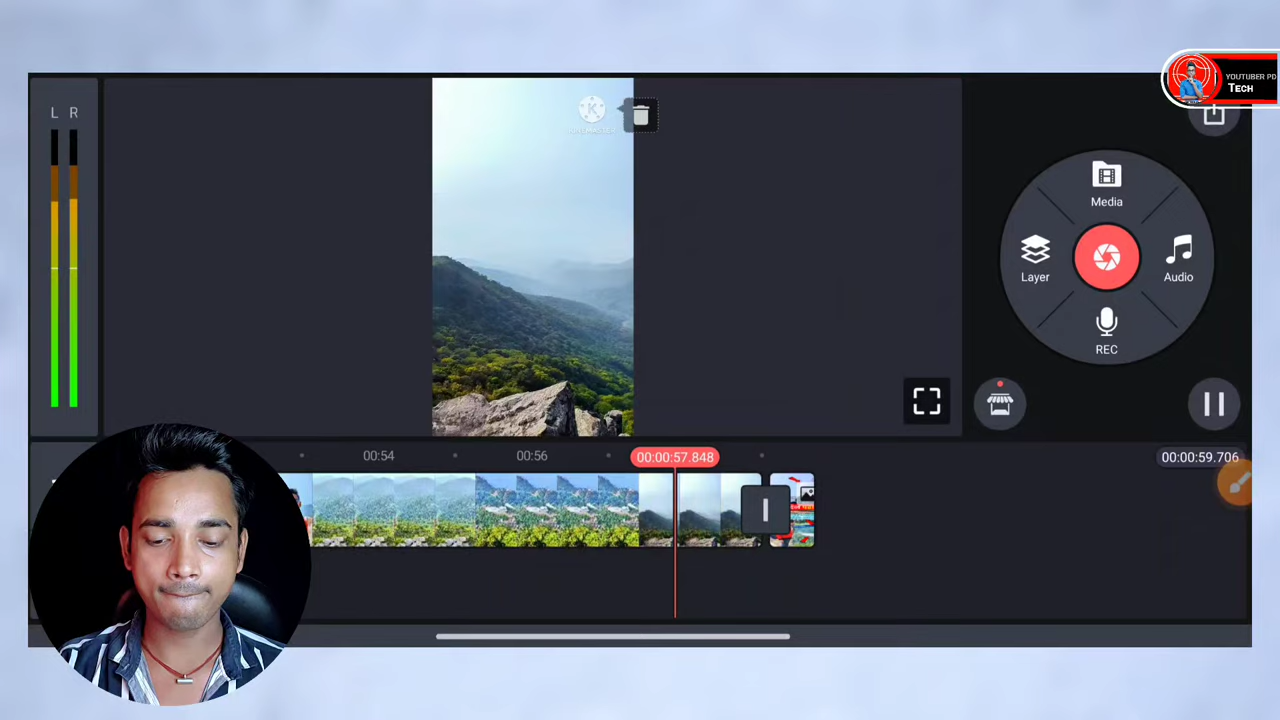 YOUTUBER PD
TECH
L R
K
KINEMASTER
Media
Layer
Audio
REC
00:54
00:56
00:00:57.848
00:00:59.706